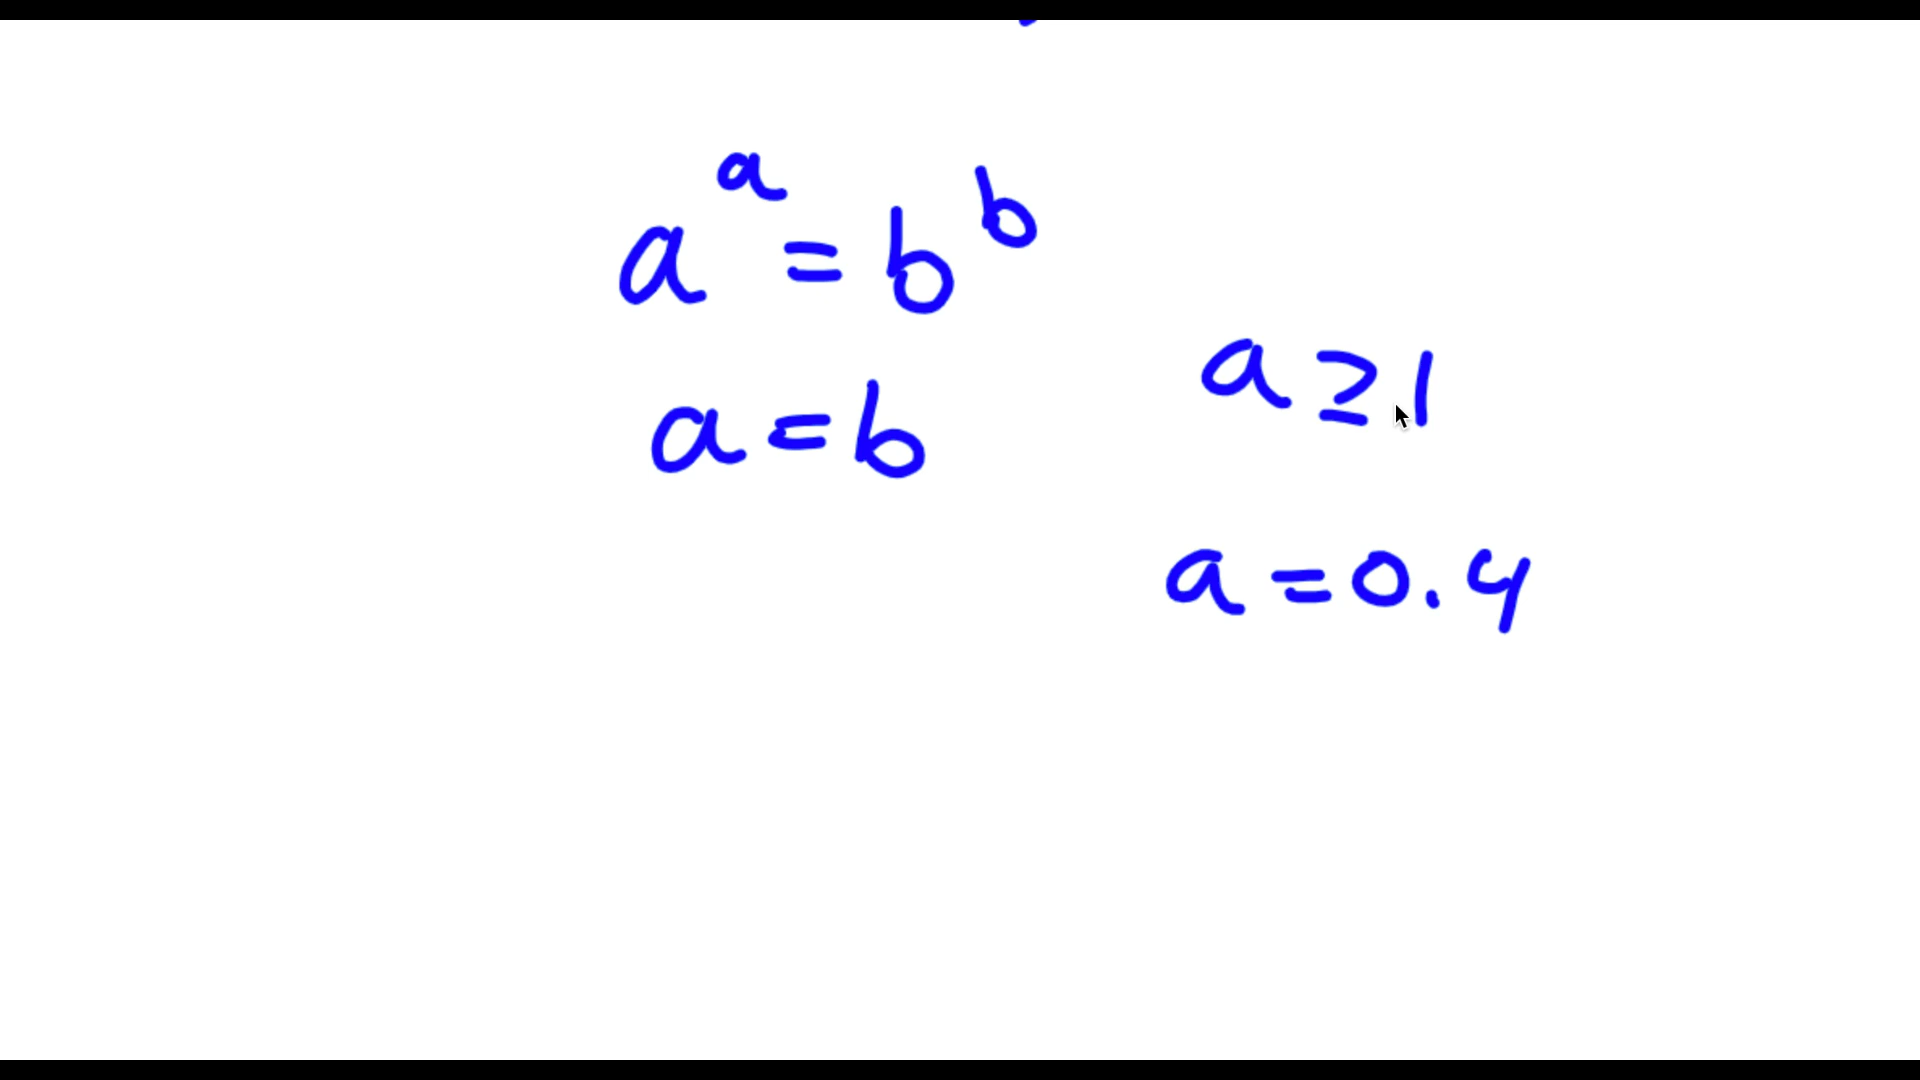 a^a = b^b
a = b
a ≥ 1
a = 0.4